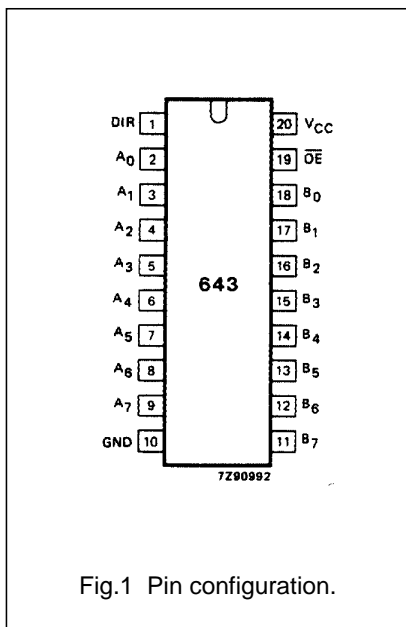 DIR 1 20 VCC
A0 2 19 O̅E̅
A1 3 18 B0
A2 4 17 B1
A3 5 16 B2
A4 6 15 B3
643
A5 7 14 B4
A6 8 13 B5
A7 9 12 B6
GND 10 11 B7
7Z90992
Fig.1 Pin configuration.